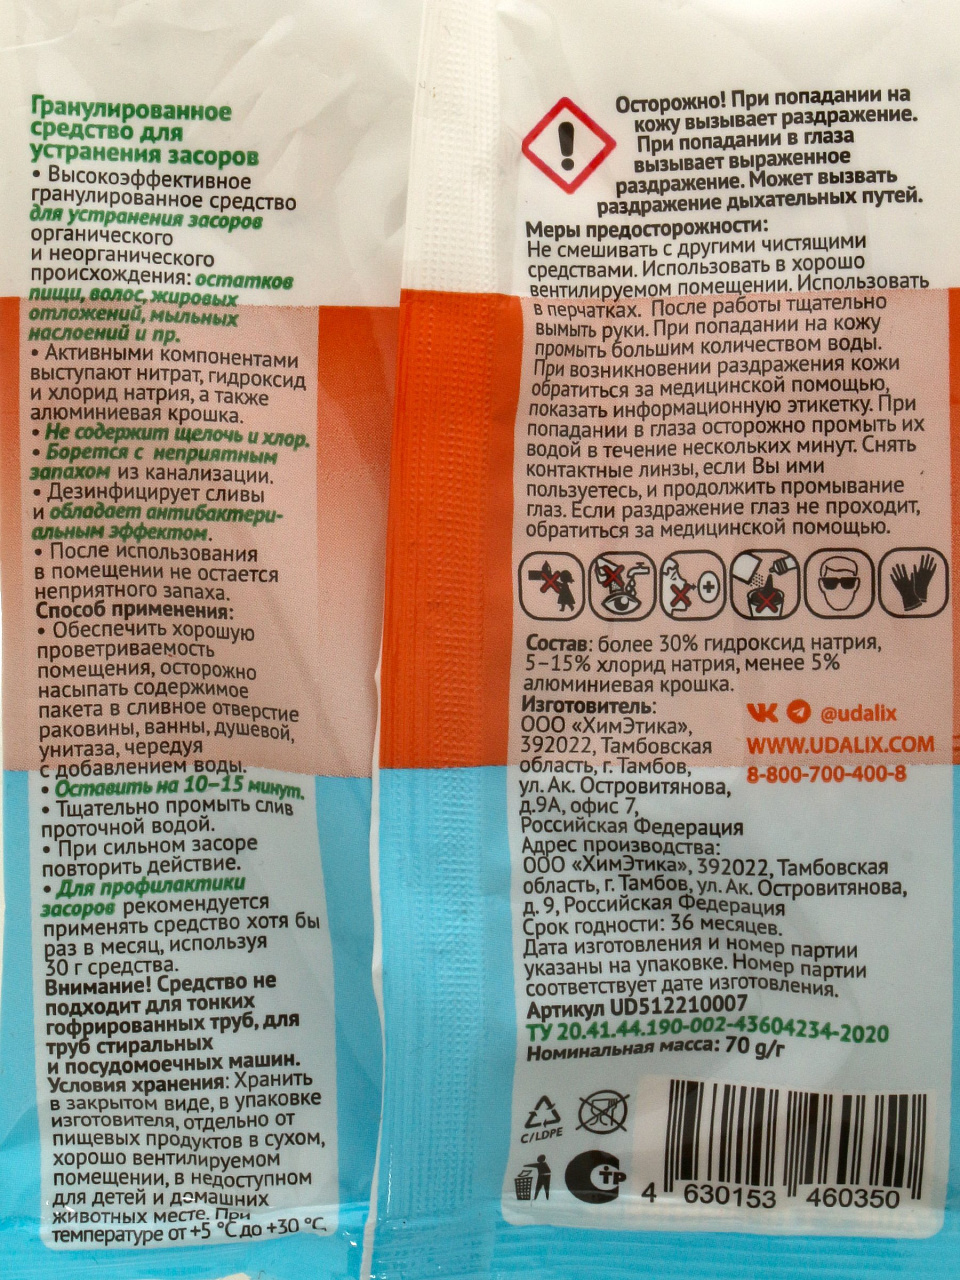 Гранулированное
средство для
устранения засоров
• Высокоэффективное
гранулированное средство
для устранения засоров
органического
и неорганического
происхождения: остатков
пищи, волос, жировых
отложений, мыльных
наслоений и пр.
• Активными компонентами
выступают нитрат, гидроксид
и хлорид натрия, а также
алюминиевая крошка.
• Не содержит щелочь и хлор.
• Борется с неприятным
запахом из канализации.
• Дезинфицирует сливы
и обладает антибактери-
альным эффектом.
• После использования
в помещении не остается
неприятного запаха.
Способ применения:
• Обеспечить хорошую
проветриваемость
помещения, осторожно
насыпать содержимое
пакета в сливное отверстие
раковины, ванны, душевой,
унитаза, чередуя
с добавлением воды.
• Оставить на 10–15 минут.
• Тщательно промыть слив
проточной водой.
• При сильном засоре
повторить действие.
• Для профилактики
засоров рекомендуется
применять средство хотя бы
раз в месяц, используя
30 г средства.
Внимание! Средство не
подходит для тонких
гофрированных труб, для
труб стиральных
и посудомоечных машин.
Условия хранения: Хранить
в закрытом виде, в упаковке
изготовителя, отдельно от
пищевых продуктов в сухом,
хорошо вентилируемом
помещении, в недоступном
для детей и домашних
животных месте. При
температуре от +5 °С до +30 °С.
Осторожно! При попадании на
кожу вызывает раздражение.
При попадании в глаза
вызывает выраженное
раздражение. Может вызвать
раздражение дыхательных путей.
Меры предосторожности:
Не смешивать с другими чистящими
средствами. Использовать в хорошо
вентилируемом помещении. Использовать
в перчатках. После работы тщательно
вымыть руки. При попадании на кожу
промыть большим количеством воды.
При возникновении раздражения кожи
обратиться за медицинской помощью,
показать информационную этикетку. При
попадании в глаза осторожно промыть их
водой в течение нескольких минут. Снять
контактные линзы, если Вы ими
пользуетесь, и продолжить промывание
глаз. Если раздражение глаз не проходит,
обратиться за медицинской помощью.
Состав: более 30% гидроксид натрия,
5–15% хлорид натрия, менее 5%
алюминиевая крошка.
Изготовитель:
ООО «ХимЭтика»,
392022, Тамбовская
область, г. Тамбов,
ул. Ак. Островитянова,
д.9А, офис 7,
Российская Федерация
@udalix
WWW.UDALIX.COM
8-800-700-400-8
Адрес производства:
ООО «ХимЭтика», 392022, Тамбовская
область, г. Тамбов, ул. Ак. Островитянова,
д. 9, Российская Федерация
Срок годности: 36 месяцев.
Дата изготовления и номер партии
указаны на упаковке. Номер партии
соответствует дате изготовления.
Артикул UD512210007
ТУ 20.41.44.190-002-43604234-2020
Номинальная масса: 70 g/г
C/LDPE
4 630153 460350